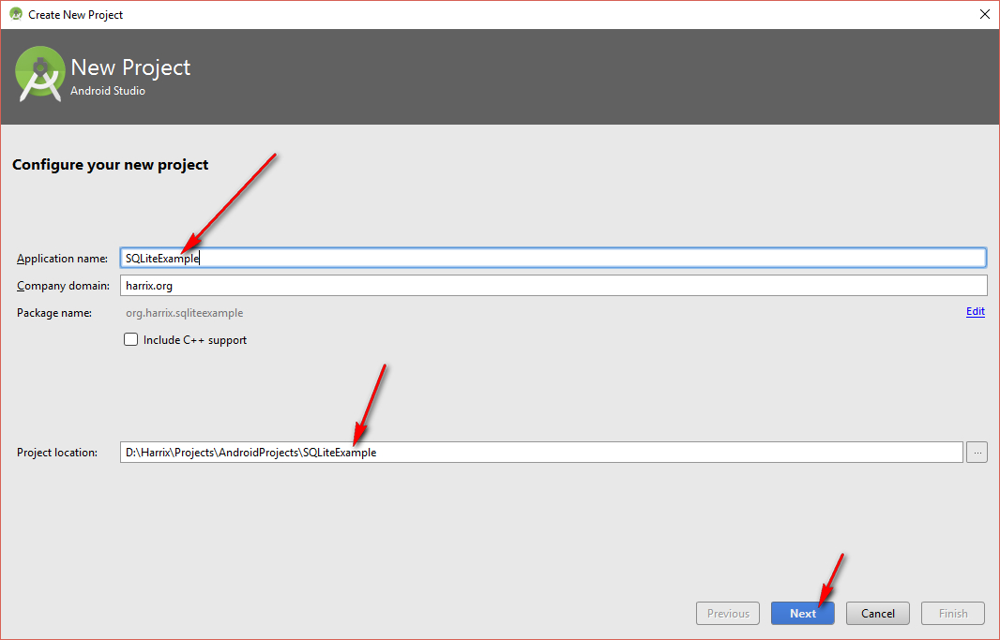 Create New Project
New Project
Android Studio
Configure your new project
Application name: SQLiteExample
Company domain: harrix.org
Package name: org.harrix.sqliteexample Edit
Include C++ support
Project location: D:\Harrix\Projects\AndroidProjects\SQLiteExample ...
Previous Next Cancel Finish